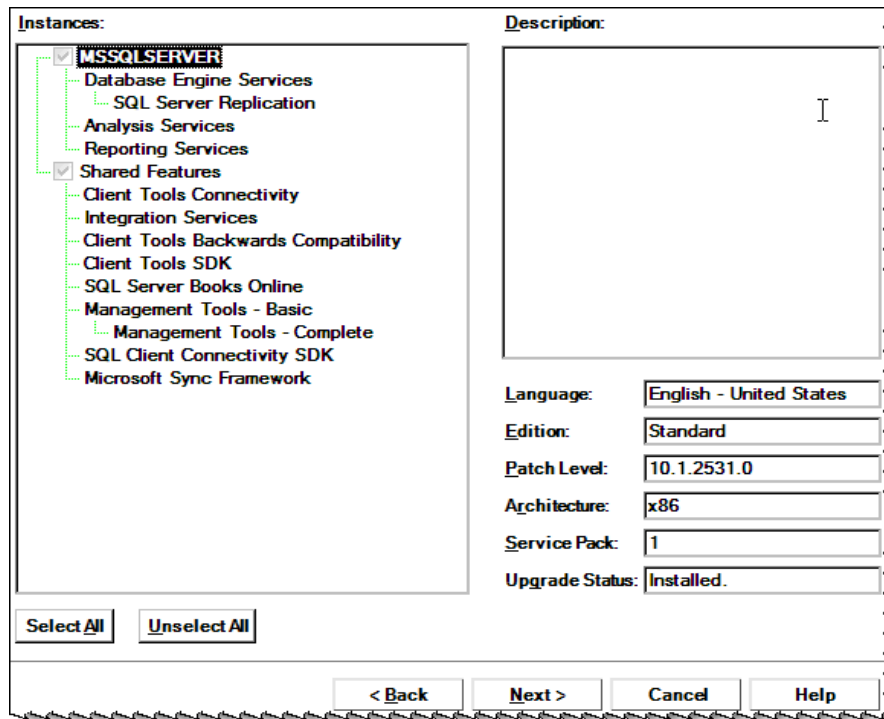 Instances:
MSSQLSERVER
Database Engine Services
SQL Server Replication
Analysis Services
Reporting Services
Shared Features
Client Tools Connectivity
Integration Services
Client Tools Backwards Compatibility
Client Tools SDK
SQL Server Books Online
Management Tools - Basic
Management Tools - Complete
SQL Client Connectivity SDK
Microsoft Sync Framework
Select All
Unselect All
Description:
Language: English - United States
Edition: Standard
Patch Level: 10.1.2531.0
Architecture: x86
Service Pack: 1
Upgrade Status: Installed.
< Back
Next >
Cancel
Help